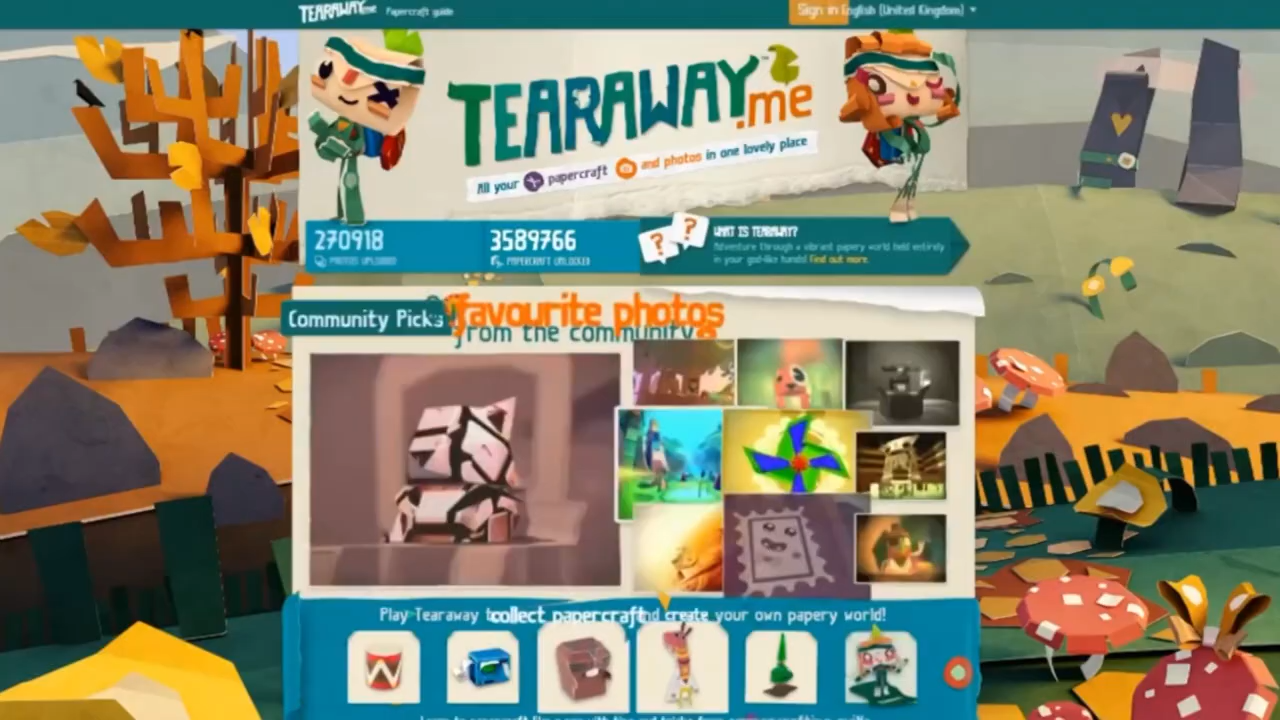 TEARAWAY.me Papercraft guide Sign in English (United Kingdom)
TEARAWAY.me
All your papercraft and photos in one lovely place
270918 3589766
PHOTOS UPLOADED PAPERCRAFT UNLOCKED
WHAT IS TEARAWAY?
Adventure through a vibrant papery world held entirely
in your god-like hands! Find out more.
Community Picks
favourite photos
from the community
Play Tearaway to collect papercraft and create your own papery world!